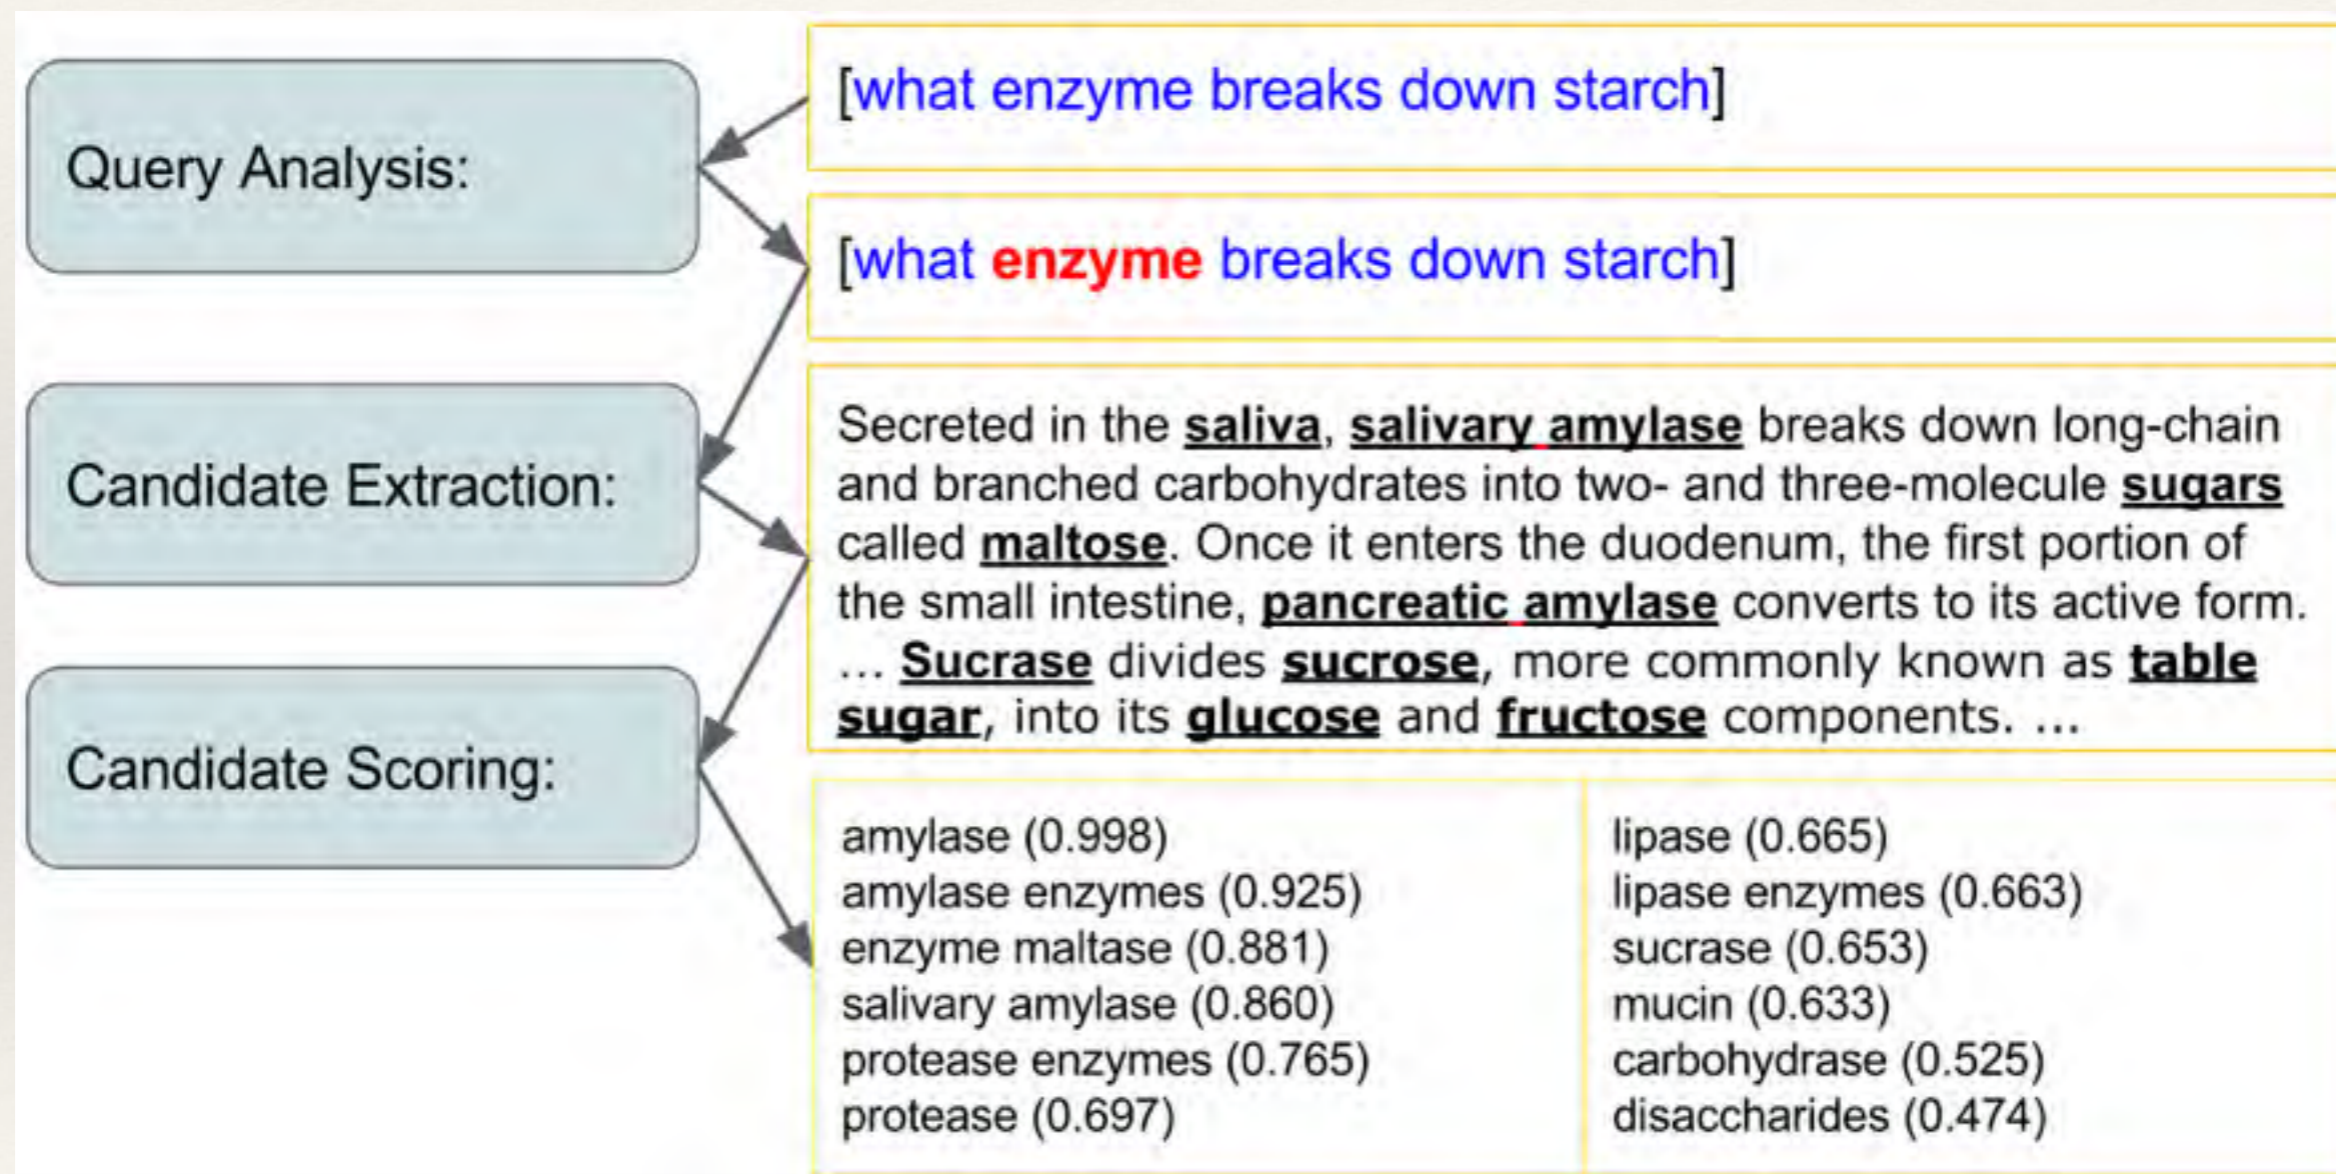 Query Analysis:
[what enzyme breaks down starch]
[what enzyme breaks down starch]
Candidate Extraction:
Secreted in the saliva, salivary amylase breaks down long-chain
and branched carbohydrates into two- and three-molecule sugars
called maltose. Once it enters the duodenum, the first portion of
the small intestine, pancreatic amylase converts to its active form.
... Sucrase divides sucrose, more commonly known as table
sugar, into its glucose and fructose components. ...
Candidate Scoring:
amylase (0.998)
amylase enzymes (0.925)
enzyme maltase (0.881)
salivary amylase (0.860)
protease enzymes (0.765)
protease (0.697)
lipase (0.665)
lipase enzymes (0.663)
sucrase (0.653)
mucin (0.633)
carbohydrase (0.525)
disaccharides (0.474)